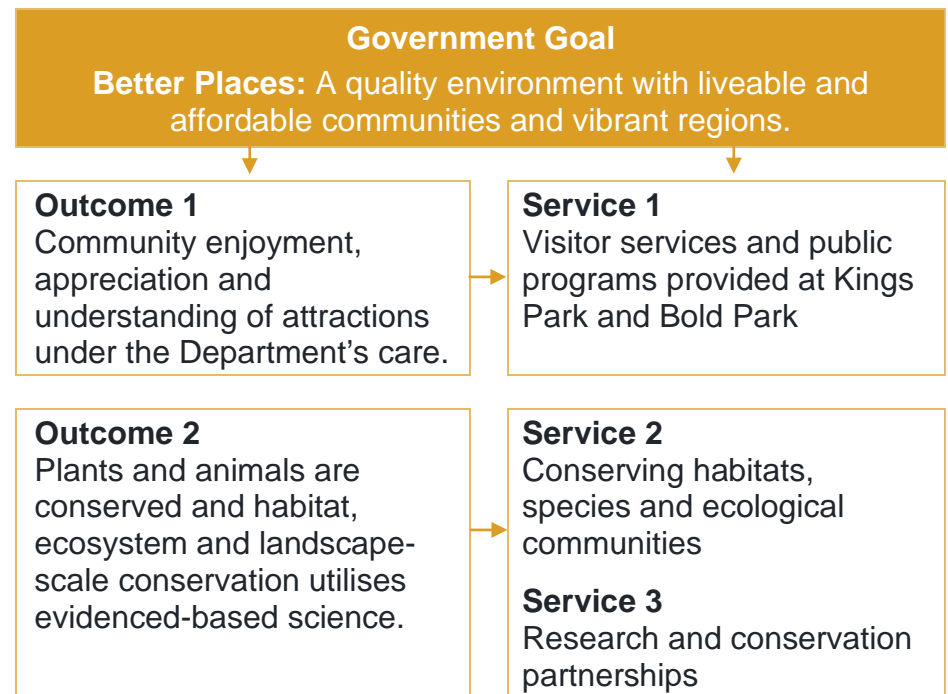 Government Goal
Better Places: A quality environment with liveable and
affordable communities and vibrant regions.
Outcome 1
Community enjoyment,
appreciation and
understanding of attractions
under the Department’s care.
Service 1
Visitor services and public
programs provided at Kings
Park and Bold Park
Outcome 2
Plants and animals are
conserved and habitat,
ecosystem and landscape-
scale conservation utilises
evidenced-based science.
Service 2
Conserving habitats,
species and ecological
communities
Service 3
Research and conservation
partnerships